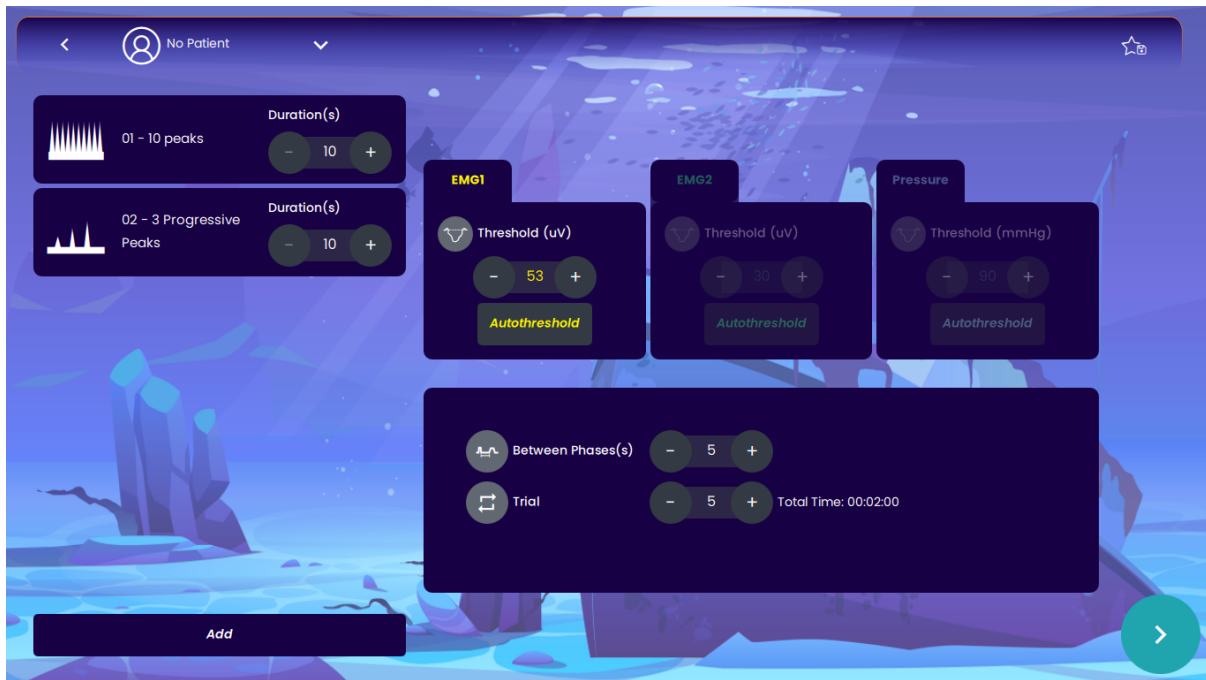 No Patient
01 - 10 peaks
Duration(s)
- 10 +
02 - 3 Progressive
Peaks
Duration(s)
- 10 +
Add
EMG1
Threshold (uV)
- 53 +
Autothreshold
EMG2
Threshold (uV)
- 30 +
Autothreshold
Pressure
Threshold (mmHg)
- 90 +
Autothreshold
Between Phases(s)
- 5 +
Trial
- 5 +
Total Time: 00:02:00